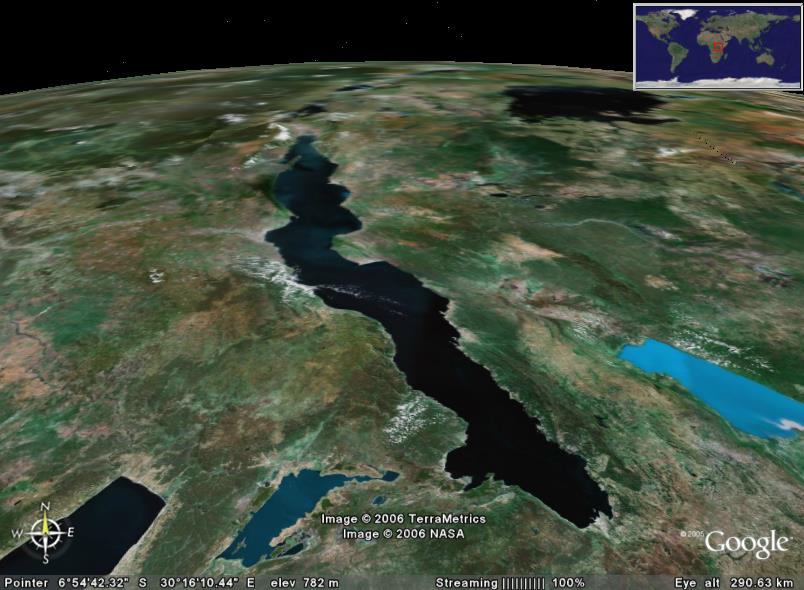 N
W E
S
Image © 2006 TerraMetrics
Image © 2006 NASA
© 2005 Google
Pointer 6°54'42.32" S 30°16'10.44" E elev 782 m Streaming |||||||||| 100% Eye alt 290.63 km